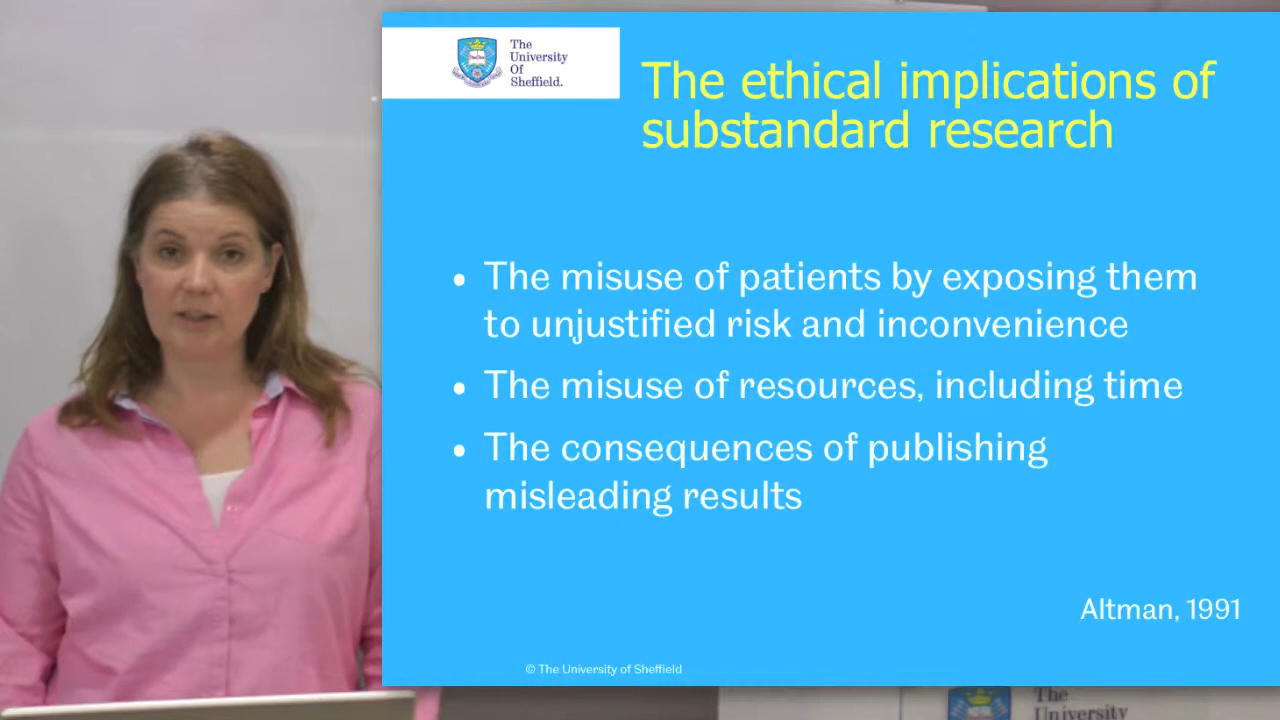 The
University
Of
Sheffield.
The ethical implications of
substandard research
• The misuse of patients by exposing them
to unjustified risk and inconvenience
• The misuse of resources, including time
• The consequences of publishing
misleading results
Altman, 1991
© The University of Sheffield
The
University